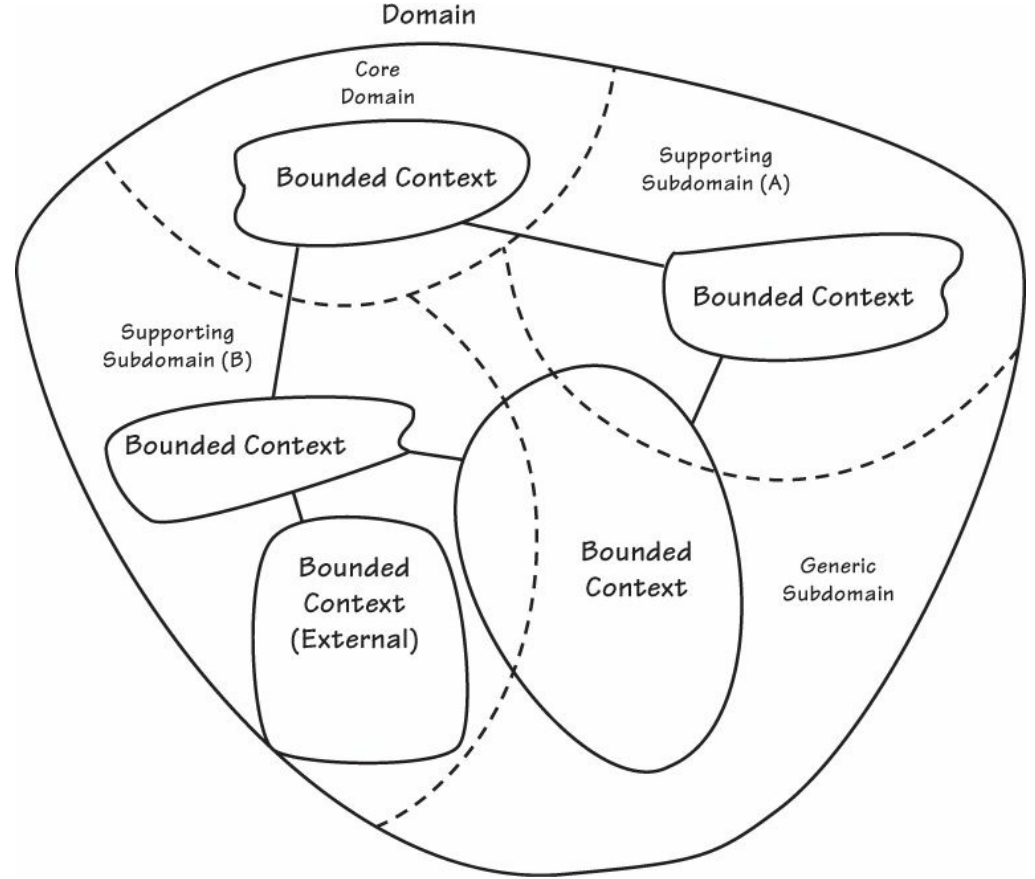 Domain
Core
Domain
Bounded Context
Supporting
Subdomain (A)
Bounded Context
Supporting
Subdomain (B)
Bounded Context
Bounded
Context
(External)
Bounded
Context
Generic
Subdomain